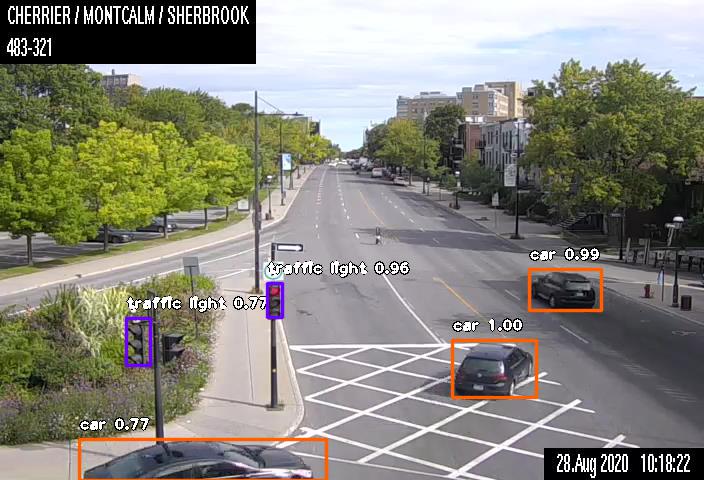 CHERRIER / MONTCALM / SHERBROOK
483-321
car 0.99
traffic light 0.96
traffic light 0.77
car 1.00
car 0.77
28.Aug 2020 10:18:22